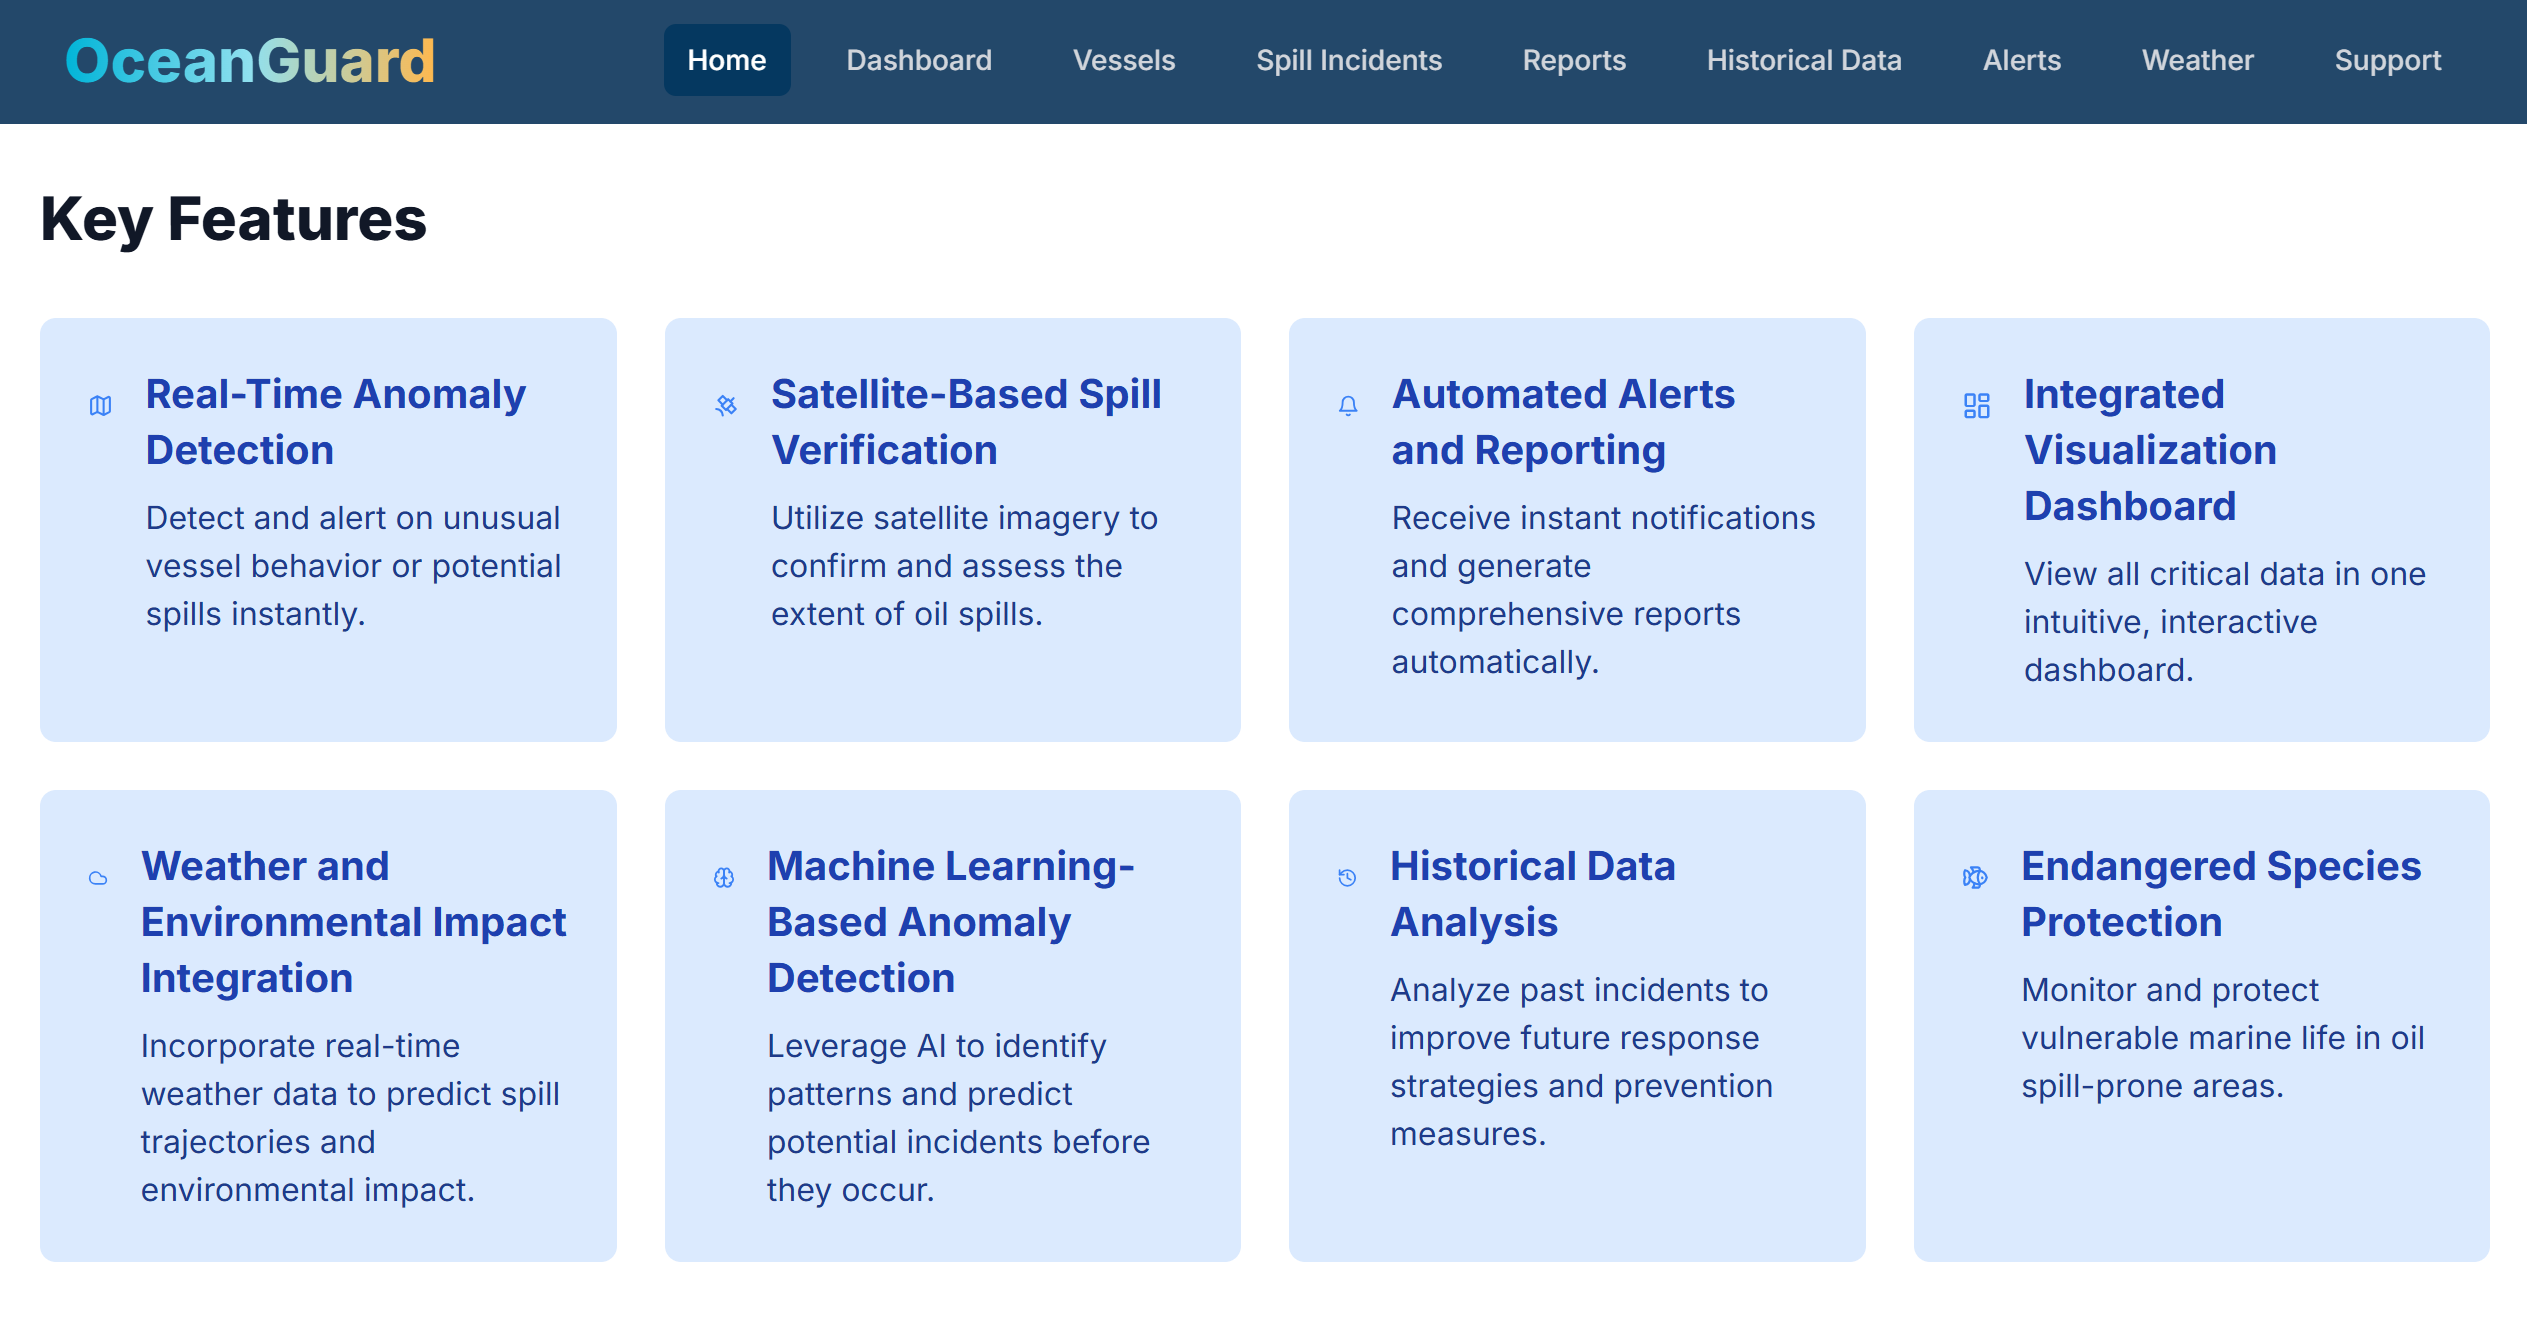 OceanGuard
Home
Dashboard
Vessels
Spill Incidents
Reports
Historical Data
Alerts
Weather
Support
Key Features
Real-Time Anomaly
Detection
Detect and alert on unusual
vessel behavior or potential
spills instantly.
Satellite-Based Spill
Verification
Utilize satellite imagery to
confirm and assess the
extent of oil spills.
Automated Alerts
and Reporting
Receive instant notifications
and generate
comprehensive reports
automatically.
Integrated
Visualization
Dashboard
View all critical data in one
intuitive, interactive
dashboard.
Weather and
Environmental Impact
Integration
Incorporate real-time
weather data to predict spill
trajectories and
environmental impact.
Machine Learning-
Based Anomaly
Detection
Leverage AI to identify
patterns and predict
potential incidents before
they occur.
Historical Data
Analysis
Analyze past incidents to
improve future response
strategies and prevention
measures.
Endangered Species
Protection
Monitor and protect
vulnerable marine life in oil
spill-prone areas.